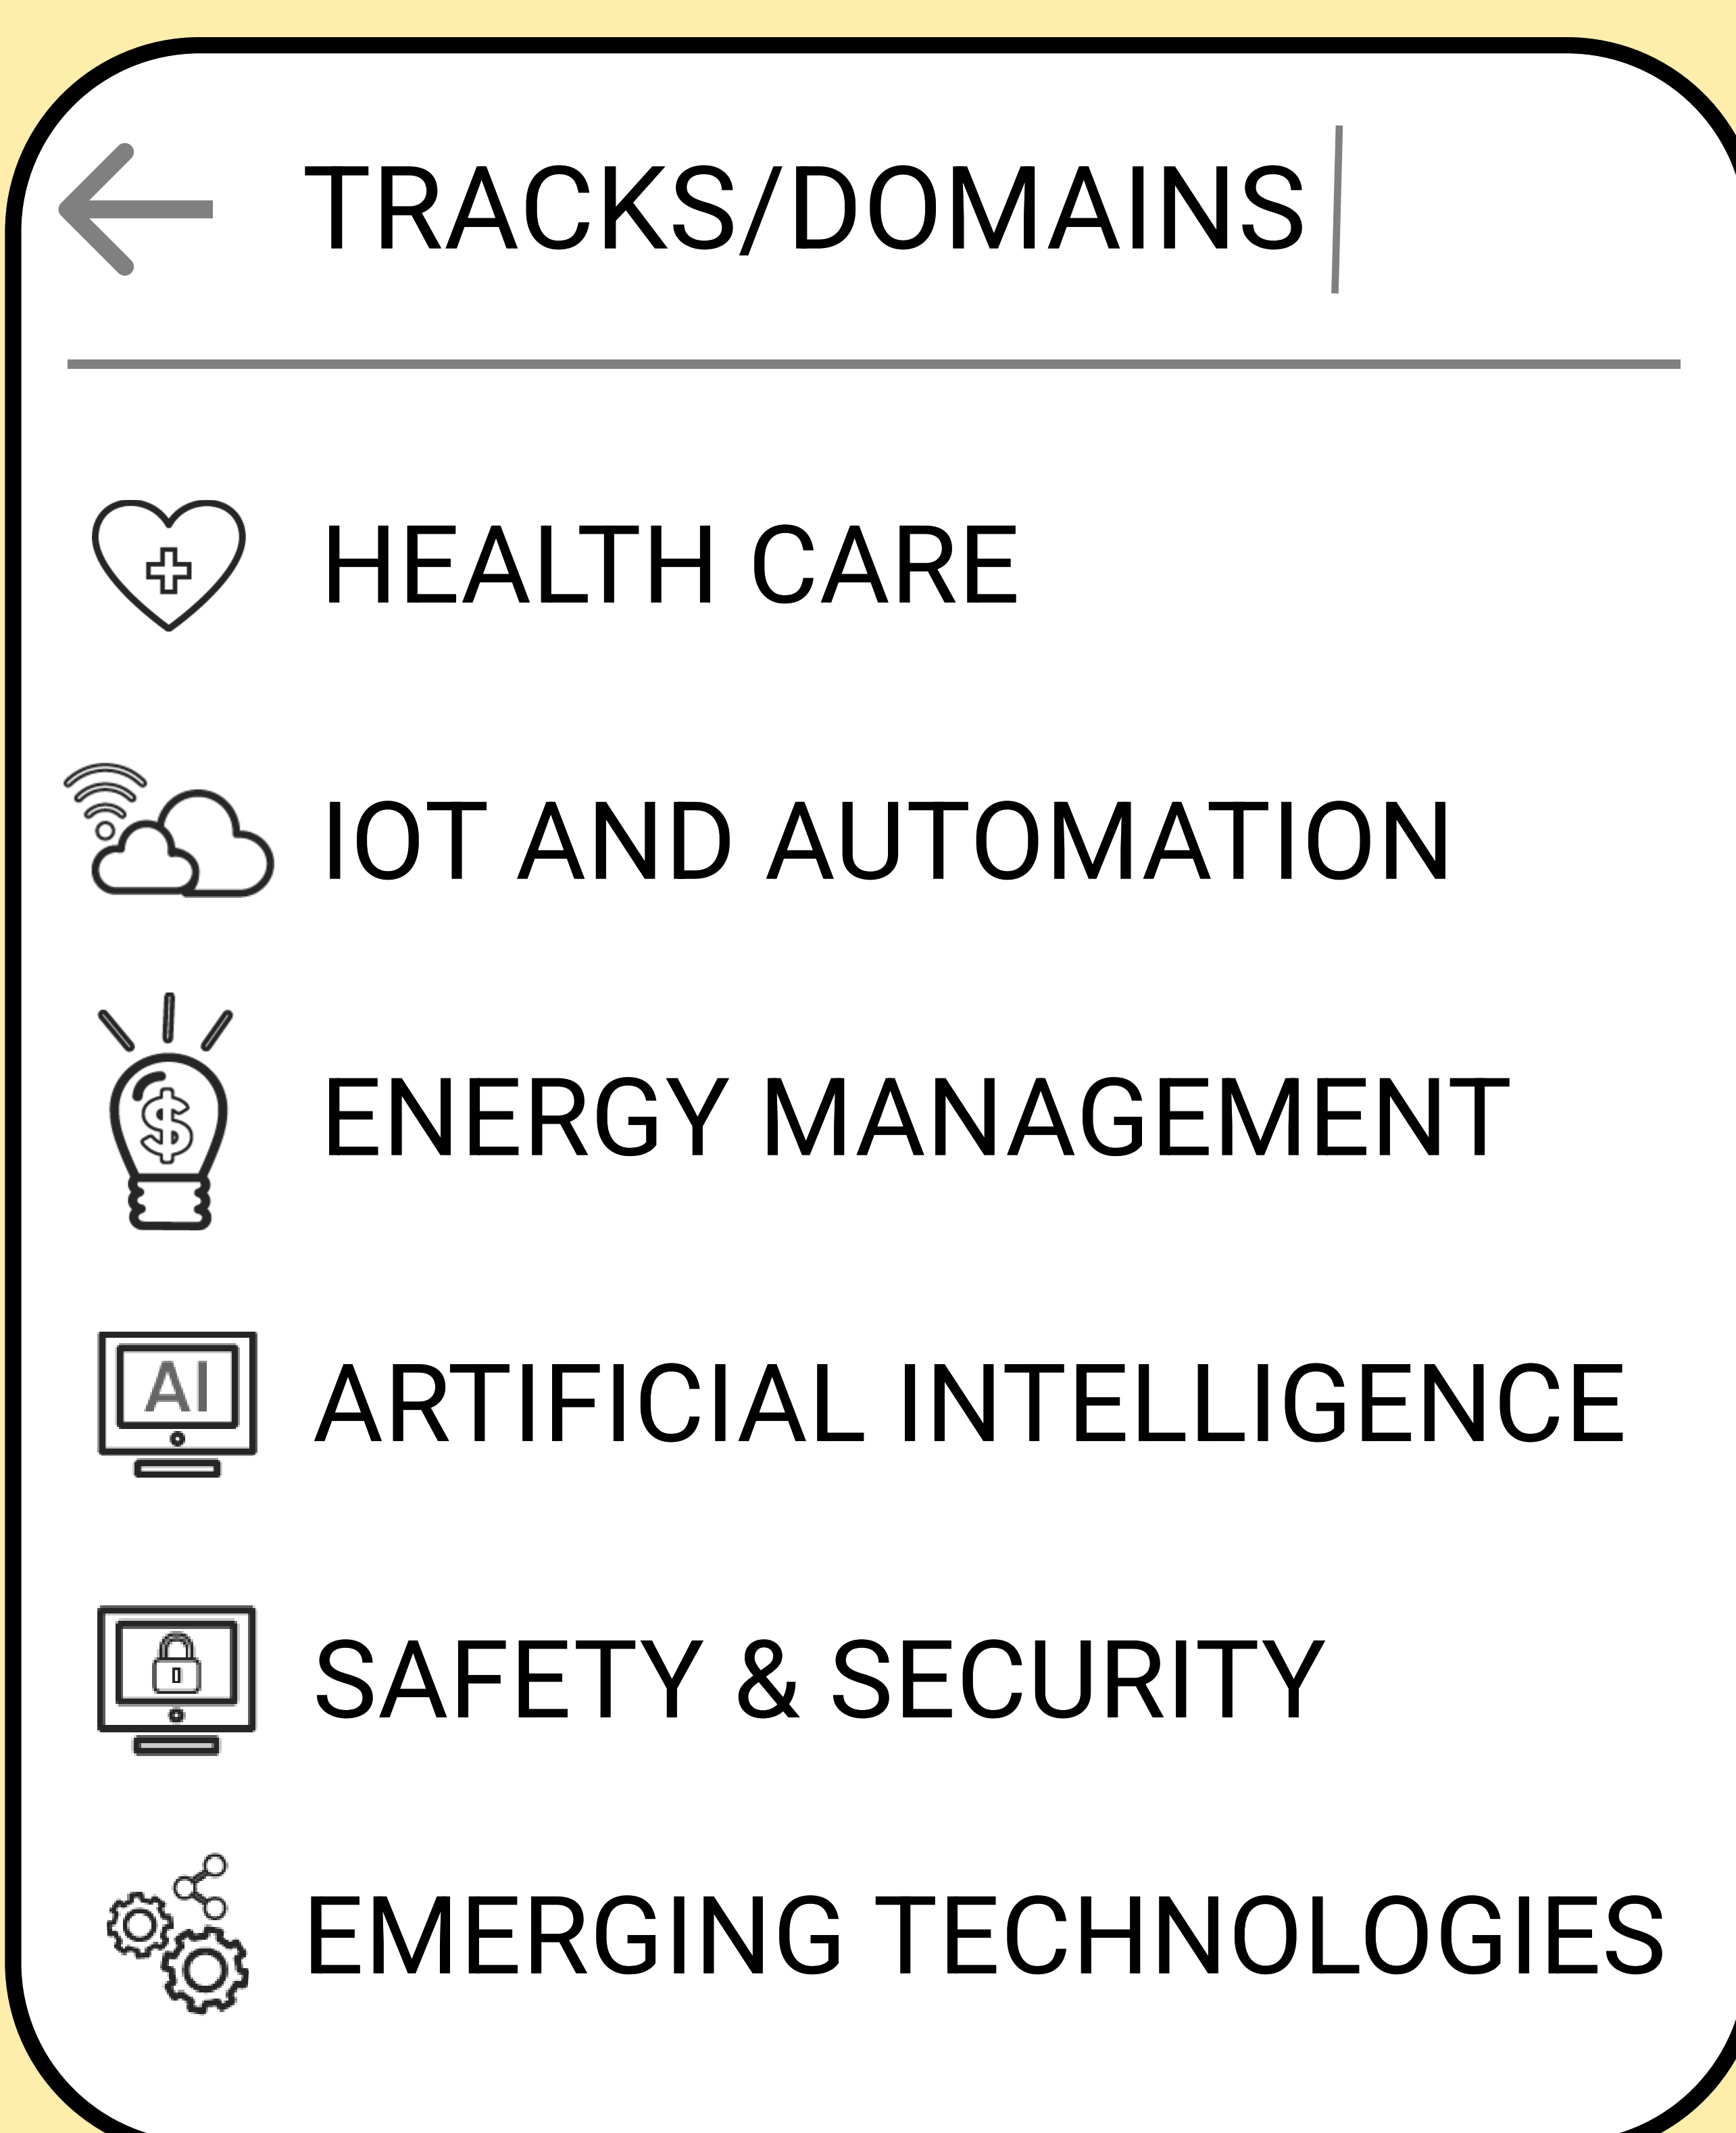 TRACKS/DOMAINS
HEALTH CARE
IOT AND AUTOMATION
$
ENERGY MANAGEMENT
AI
ARTIFICIAL INTELLIGENCE
SAFETY & SECURITY
EMERGING TECHNOLOGIES